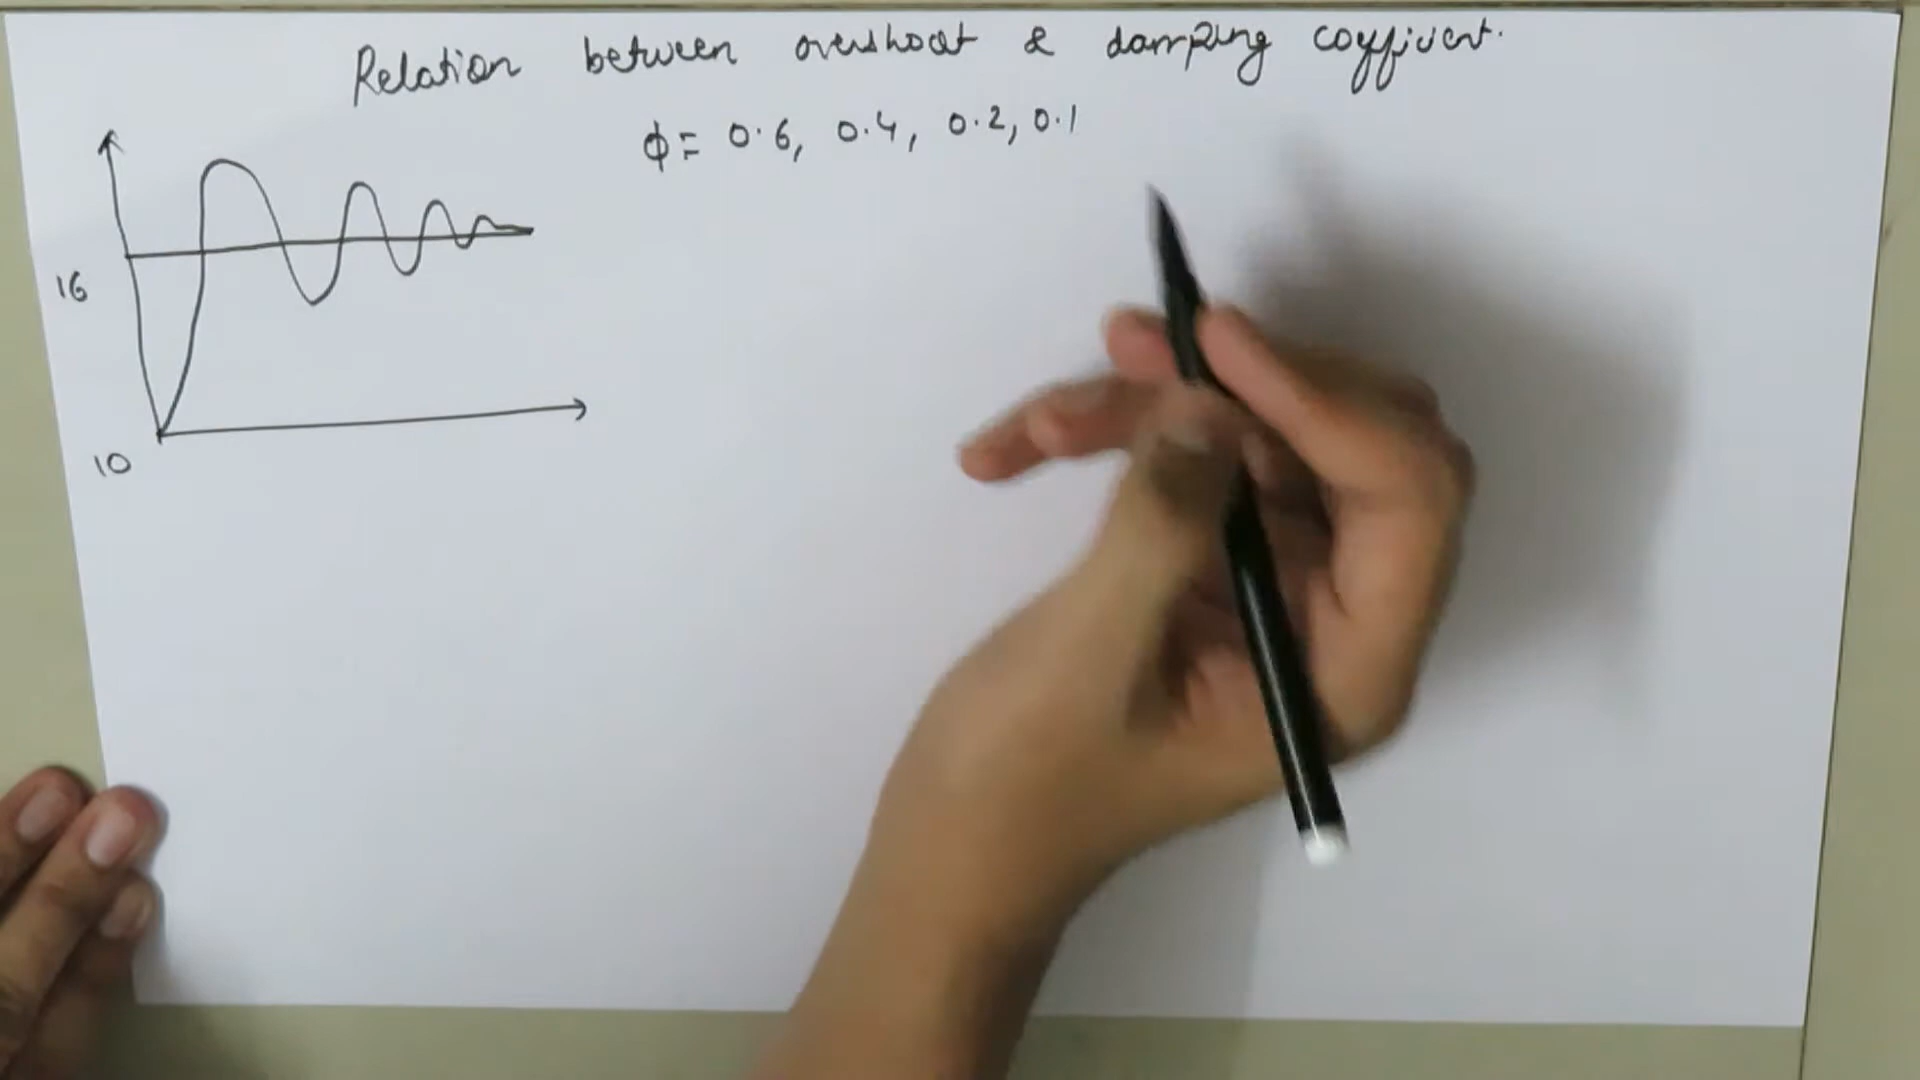 Relation between overshoot & damping coefficient.
ϕ = 0.6, 0.4, 0.2, 0.1
16
10